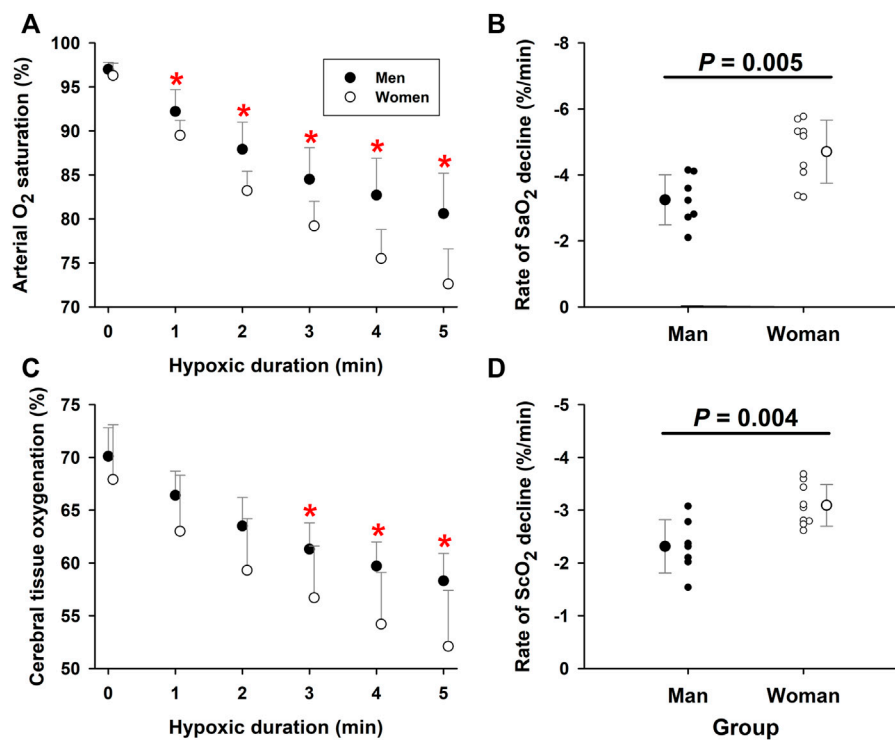 A
Arterial O2 saturation (%)
100
95
90
85
80
75
70
*
*
*
*
*
Men
Women
0 1 2 3 4 5
Hypoxic duration (min)
B
Rate of SaO2 decline (%/min)
-8
-6
-4
-2
0
P = 0.005
Man Woman
C
Cerebral tissue oxygenation (%)
75
70
65
60
55
50
*
*
*
0 1 2 3 4 5
Hypoxic duration (min)
D
Rate of ScO2 decline (%/min)
-5
-4
-3
-2
-1
0
P = 0.004
Man Woman
Group